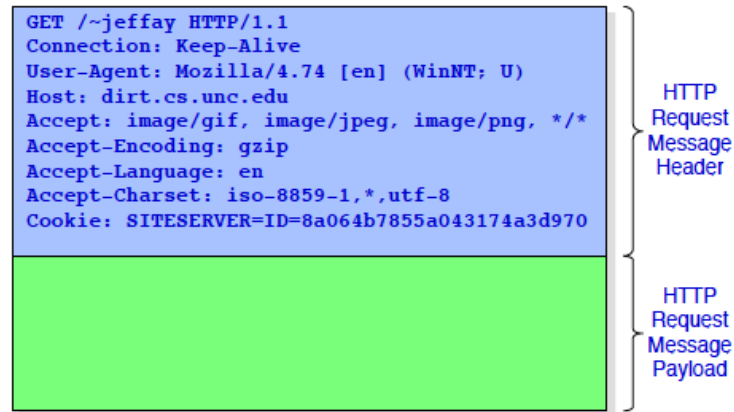 GET /~jeffay HTTP/1.1
Connection: Keep-Alive
User-Agent: Mozilla/4.74 [en] (WinNT; U)
Host: dirt.cs.unc.edu
Accept: image/gif, image/jpeg, image/png, */*
Accept-Encoding: gzip
Accept-Language: en
Accept-Charset: iso-8859-1,*,utf-8
Cookie: SITESERVER=ID=8a064b7855a043174a3d970
HTTP
Request
Message
Header
HTTP
Request
Message
Payload